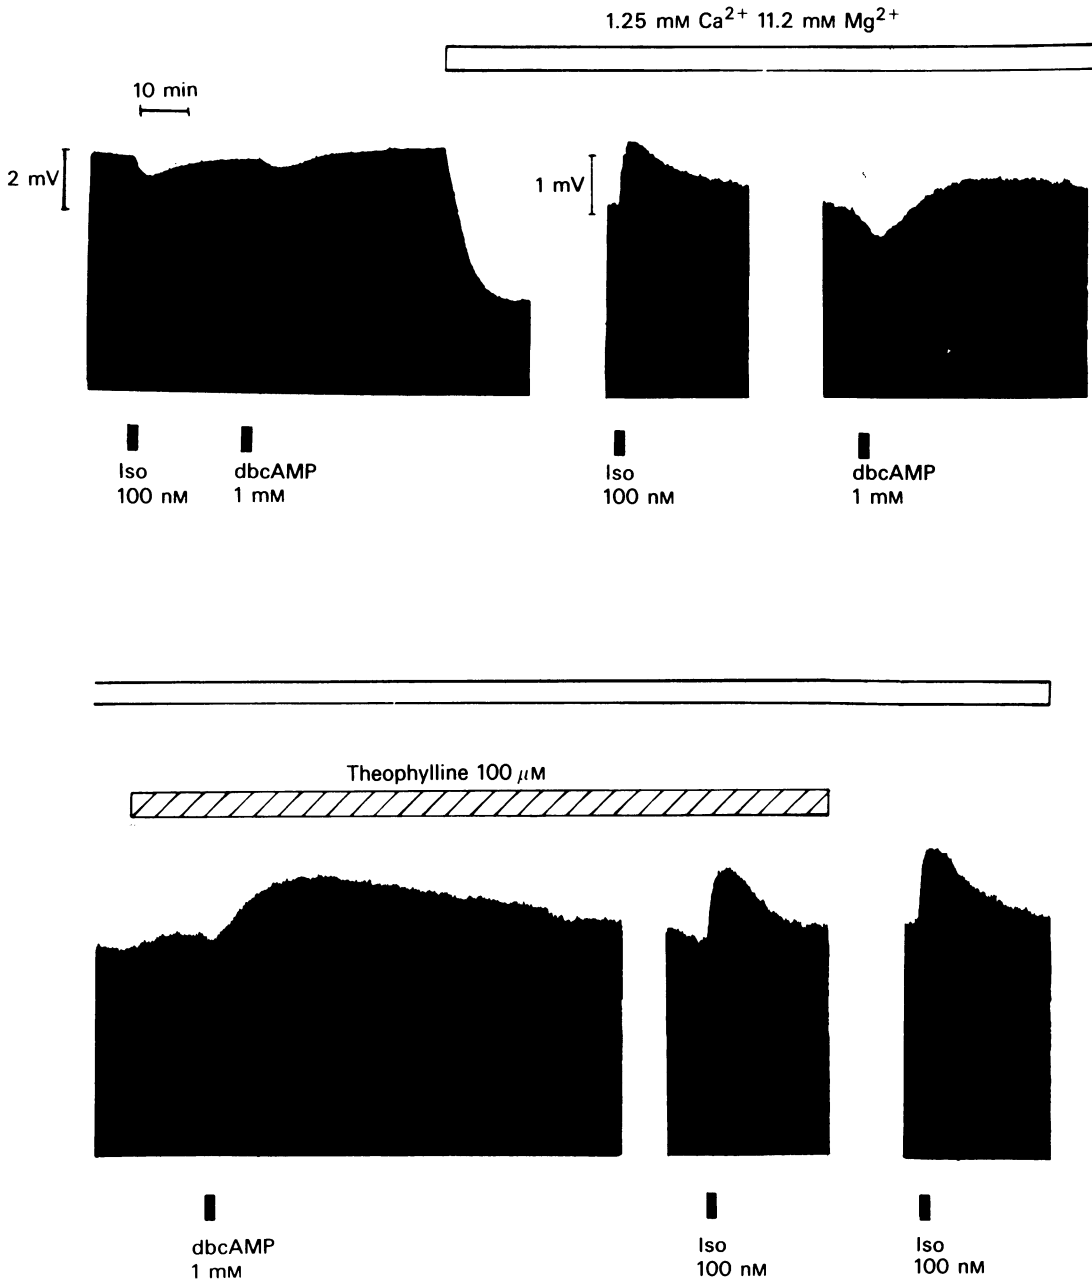 1.25 mM Ca2+ 11.2 mM Mg2+
10 min
2 mV
1 mV
Iso
100 nM
dbcAMP
1 mM
Iso
100 nM
dbcAMP
1 mM
Theophylline 100 μM
dbcAMP
1 mM
Iso
100 nM
Iso
100 nM